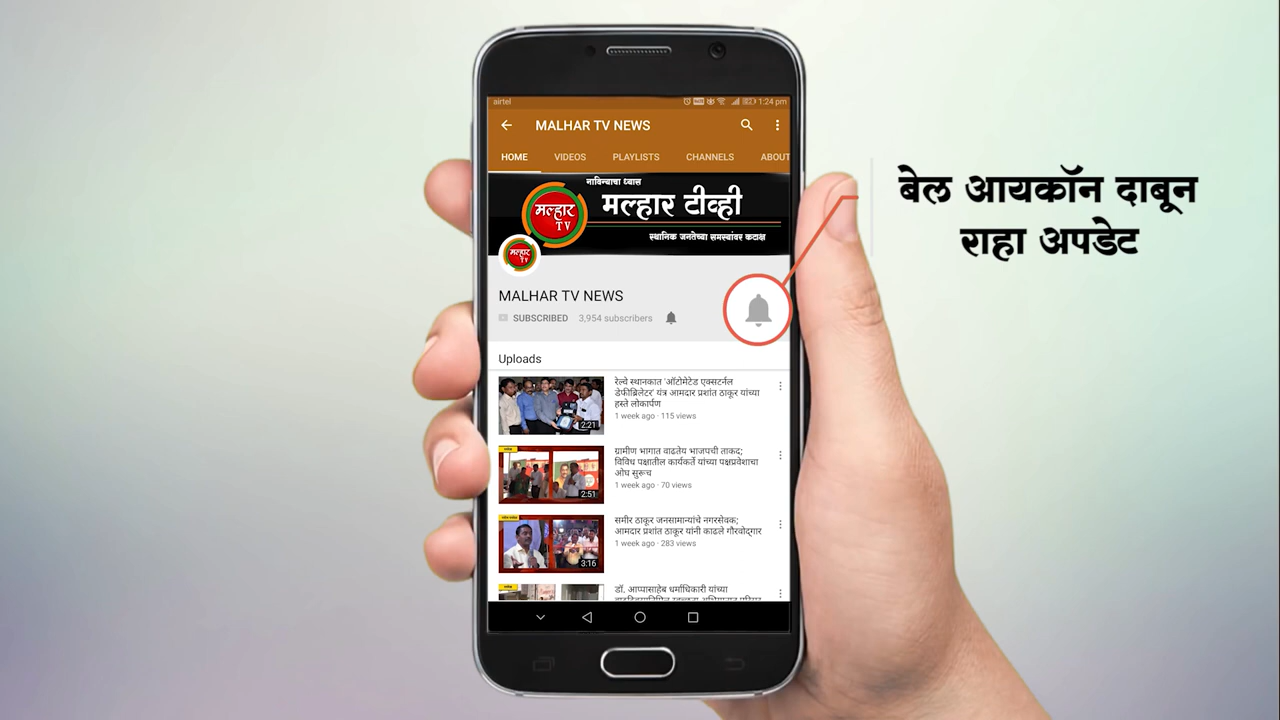 airtel
1:24 pm
MALHAR TV NEWS
HOME VIDEOS PLAYLISTS CHANNELS ABOUT
नाविन्याचा ध्यास
मल्हार टीव्ही
मल्हार
TV
स्थानिक जनतेच्या समस्यांवर कटाक्ष
मल्हार
TV
MALHAR TV NEWS
SUBSCRIBED 3,954 subscribers
Uploads
रेल्वे स्थानकात 'ऑटोमेटेड एक्सटर्नल
डेफीब्रिलेटर' यंत्र आमदार प्रशांत ठाकूर यांच्या
हस्ते लोकार्पण
1 week ago · 115 views
2:21
ग्रामीण भागात वाढतेय भाजपची ताकद;
विविध पक्षातील कार्यकर्ते यांच्या पक्षप्रवेशाचा
ओघ सुरूच
1 week ago · 70 views
2:51
समीर ठाकूर जनसामान्यांचे नगरसेवक;
आमदार प्रशांत ठाकूर यांनी काढले गौरवोद्गार
1 week ago · 283 views
3:16
डॉ. आप्पासाहेब धर्माधिकारी यांच्या
बेल आयकॉन दाबून
राहा अपडेट